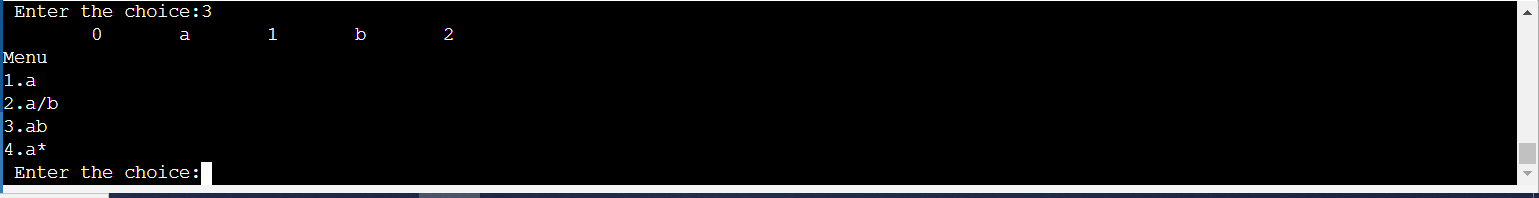 Enter the choice:3
0 a 1 b 2
Menu
1.a
2.a/b
3.ab
4.a*
Enter the choice: